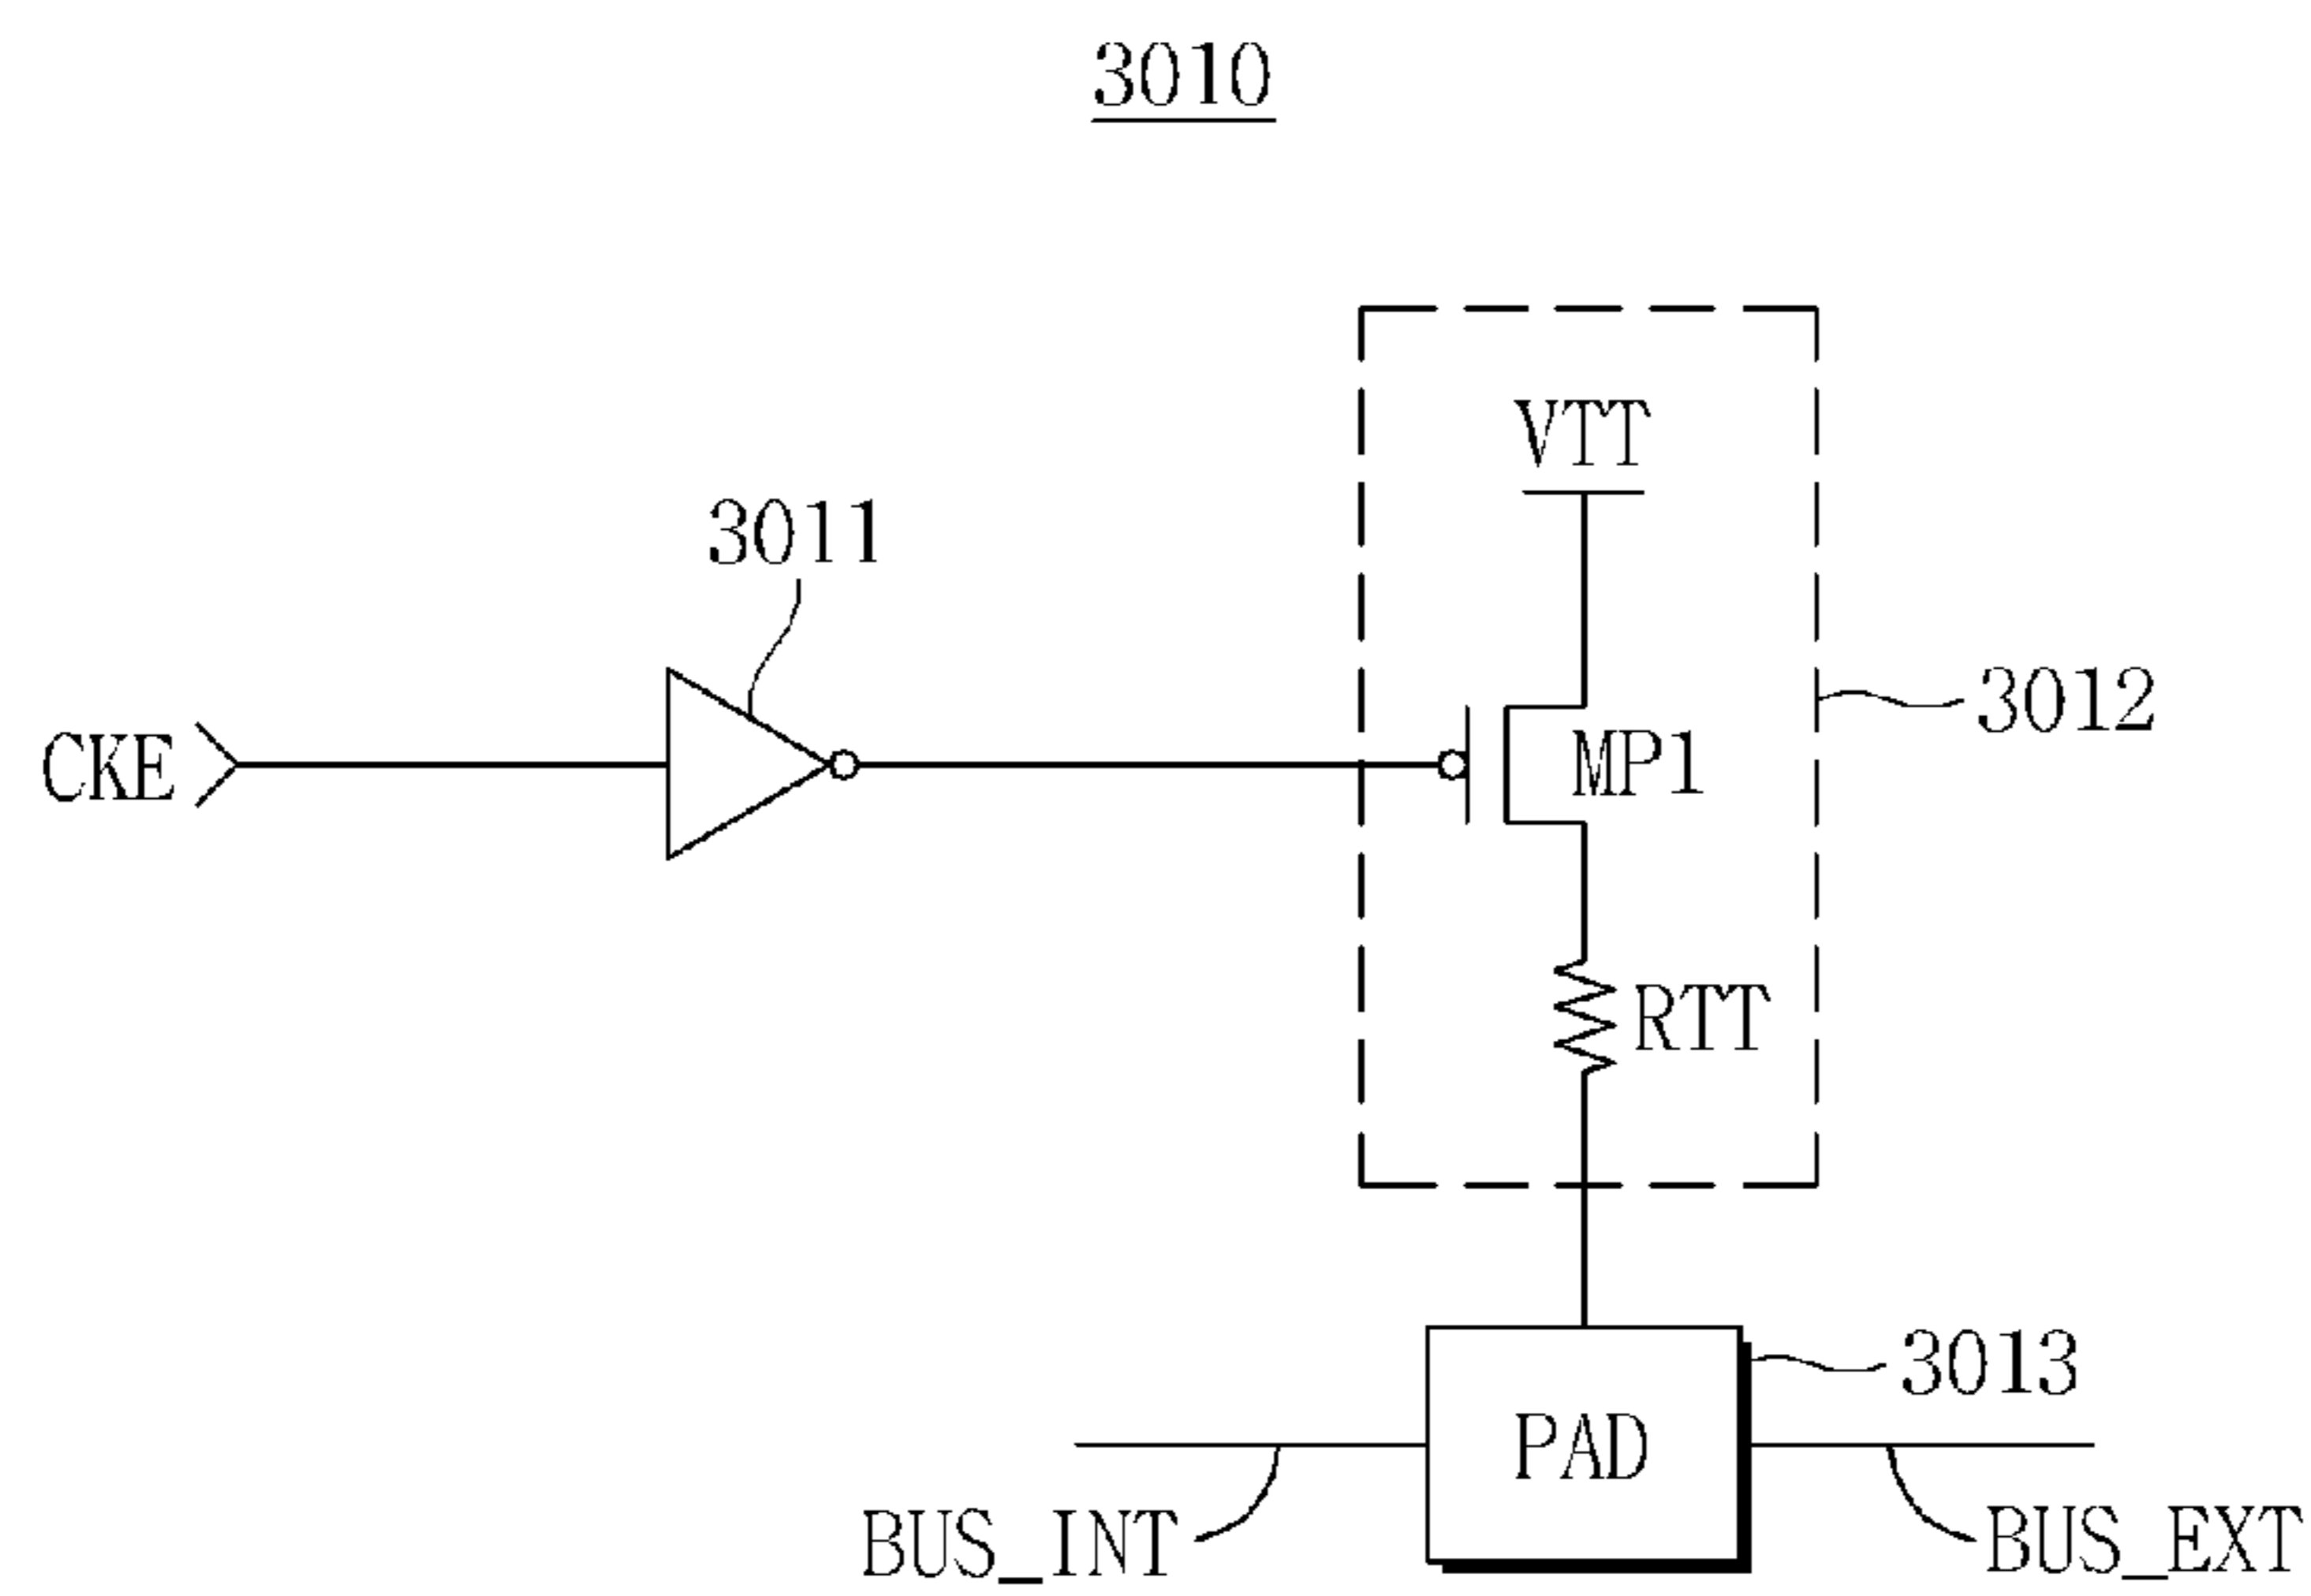 3010
VTT
3011
3012
CKE
MP1
RTT
3013
PAD
BUS_INT
BUS_EXT